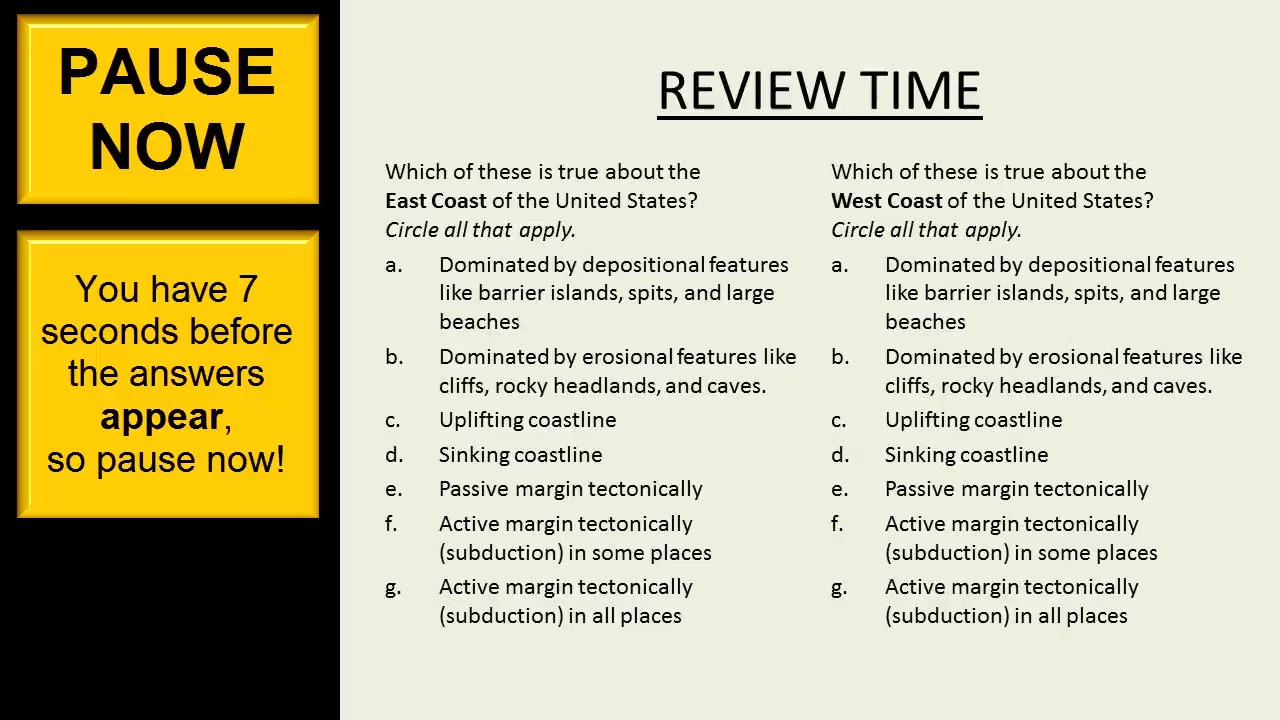 PAUSE
NOW
You have 7
seconds before
the answers
appear,
so pause now!
REVIEW TIME
Which of these is true about the
East Coast of the United States?
Circle all that apply.
a. Dominated by depositional features
like barrier islands, spits, and large
beaches
b. Dominated by erosional features like
cliffs, rocky headlands, and caves.
c. Uplifting coastline
d. Sinking coastline
e. Passive margin tectonically
f. Active margin tectonically
(subduction) in some places
g. Active margin tectonically
(subduction) in all places
Which of these is true about the
West Coast of the United States?
Circle all that apply.
a. Dominated by depositional features
like barrier islands, spits, and large
beaches
b. Dominated by erosional features like
cliffs, rocky headlands, and caves.
c. Uplifting coastline
d. Sinking coastline
e. Passive margin tectonically
f. Active margin tectonically
(subduction) in some places
g. Active margin tectonically
(subduction) in all places